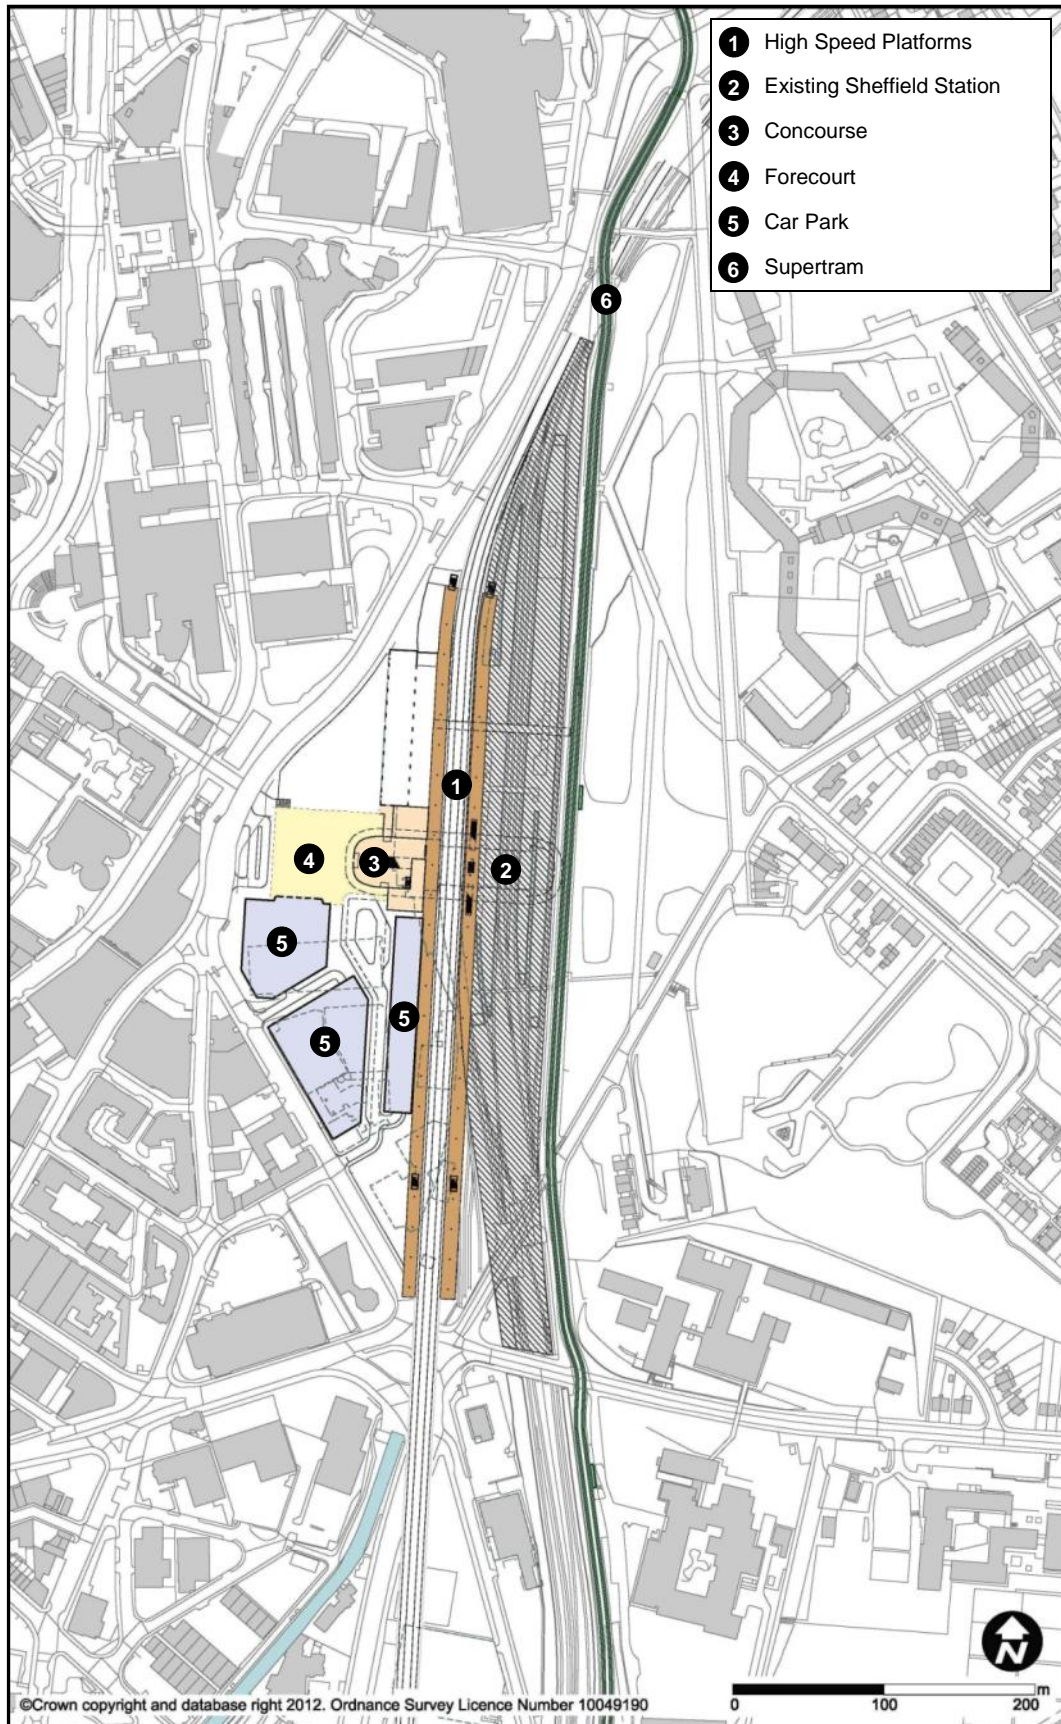 1 High Speed Platforms
2 Existing Sheffield Station
3 Concourse
4 Forecourt
5 Car Park
6 Supertram
6
1
4
3
2
5
5
5
N
©Crown copyright and database right 2012. Ordnance Survey Licence Number 10049190
0 100 200 m